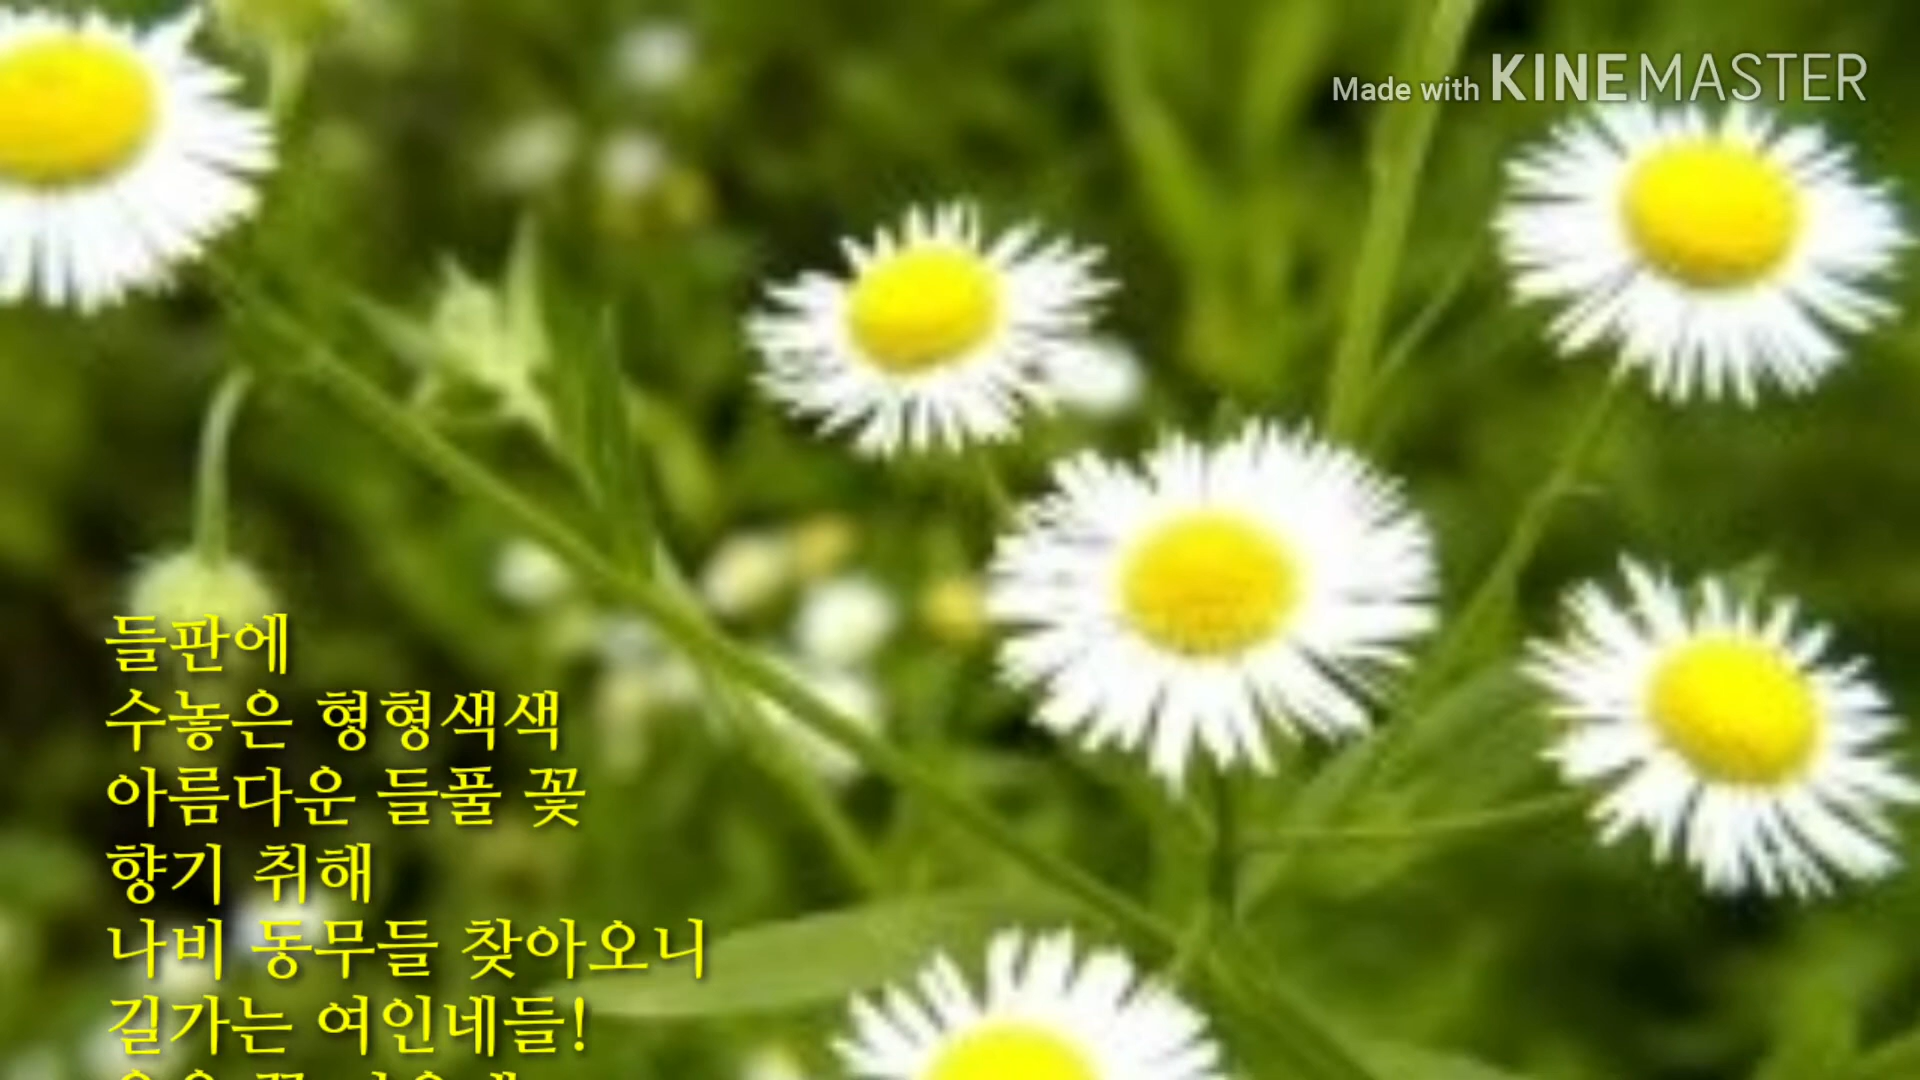 Made with KINEMASTER
들판에
수놓은 형형색색
아름다운 들풀 꽃
향기 취해
나비 동무들 찾아오니
길가는 여인네들!